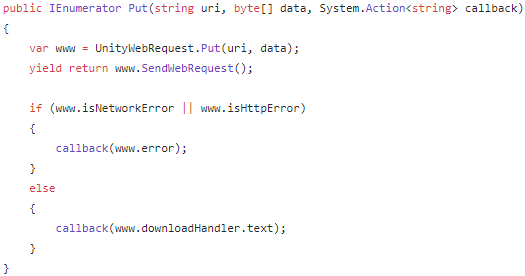 public IEnumerator Put(string uri, byte[] data, System.Action<string> callback)
{
    var www = UnityWebRequest.Put(uri, data);
    yield return www.SendWebRequest();

    if (www.isNetworkError || www.isHttpError)
    {
        callback(www.error);
    }
    else
    {
        callback(www.downloadHandler.text);
    }
}